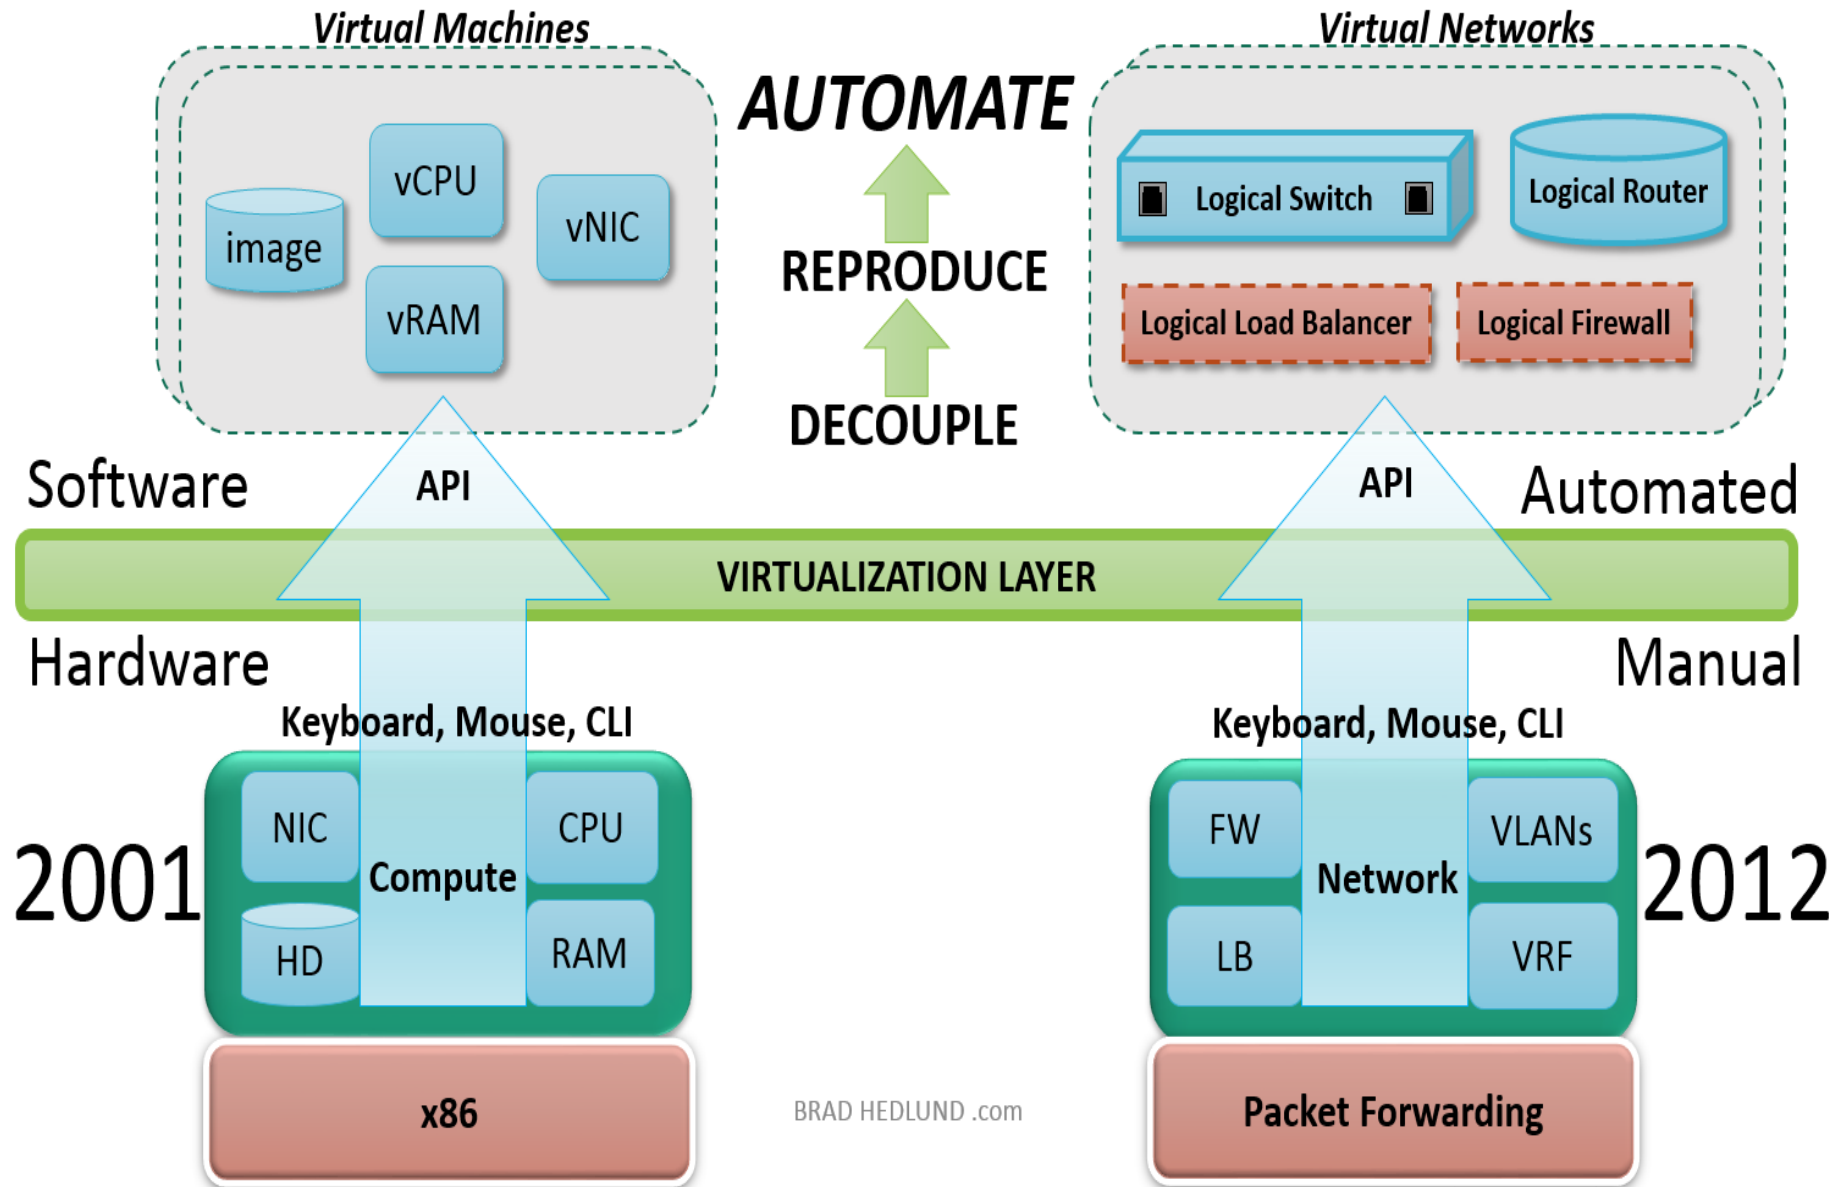 Virtual Machines
Virtual Networks
AUTOMATE
REPRODUCE
DECOUPLE
image
vCPU
vNIC
vRAM
Logical Switch
Logical Router
Logical Load Balancer
Logical Firewall
API
API
Software
Automated
VIRTUALIZATION LAYER
Hardware
Manual
Keyboard, Mouse, CLI
Keyboard, Mouse, CLI
2001
NIC
CPU
Compute
HD
RAM
x86
FW
VLANs
Network
LB
VRF
2012
Packet Forwarding
BRAD HEDLUND .com